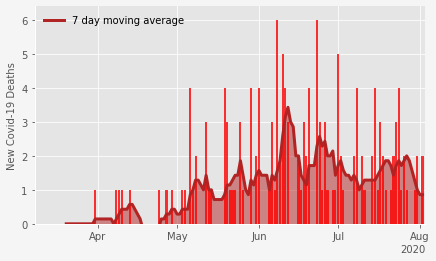 7 day moving average
New Covid-19 Deaths
6
5
4
3
2
1
0
Apr
May
Jun
Jul
Aug
2020